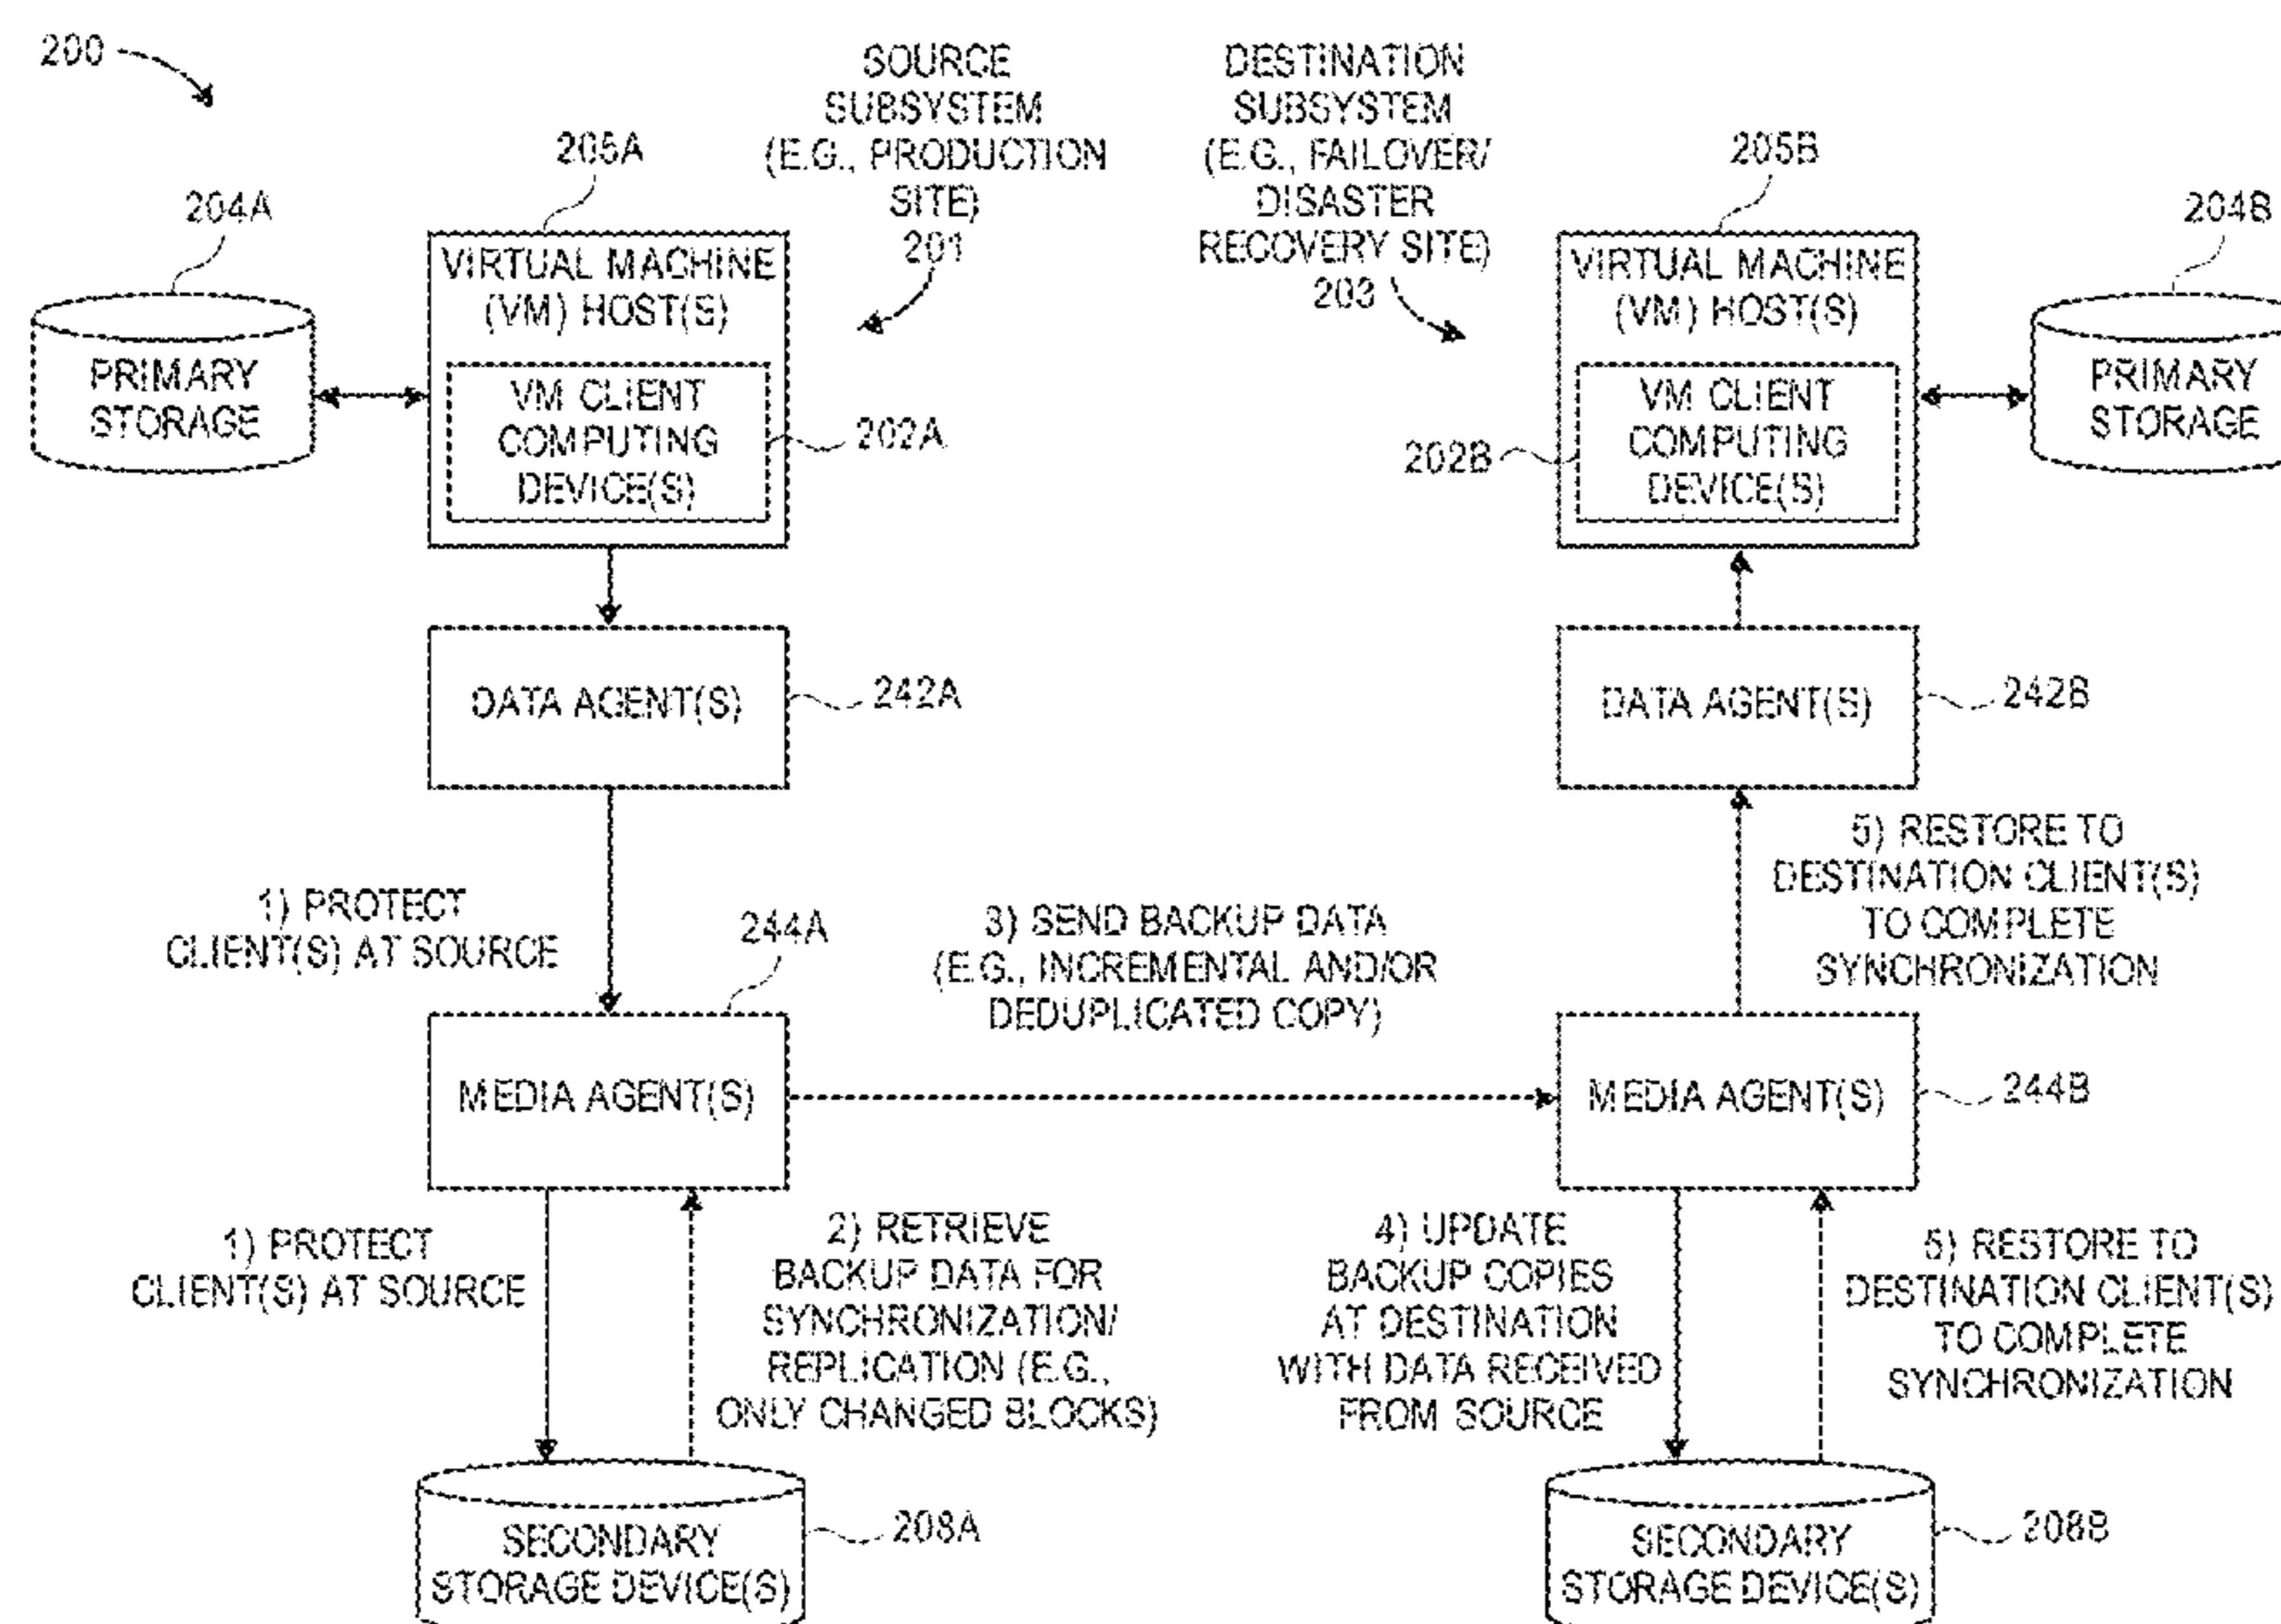 200
SOURCE
SUBSYSTEM
(E.G., PRODUCTION
SITE)
201
DESTINATION
SUBSYSTEM
(E.G., FAILOVER/
DISASTER
RECOVERY SITE)
203
204A
205A
205B
204B
PRIMARY
STORAGE
VIRTUAL MACHINE
(VM) HOST(S)
VM CLIENT
COMPUTING
DEVICE(S)
202A
VIRTUAL MACHINE
(VM) HOST(S)
202B
VM CLIENT
COMPUTING
DEVICE(S)
PRIMARY
STORAGE
DATA AGENT(S)
242A
DATA AGENT(S)
242B
1) PROTECT
CLIENT(S) AT SOURCE
244A
3) SEND BACKUP DATA
(E.G., INCREMENTAL AND/OR
DEDUPLICATED COPY)
5) RESTORE TO
DESTINATION CLIENT(S)
TO COMPLETE
SYNCHRONIZATION
MEDIA AGENT(S)
MEDIA AGENT(S)
244B
1) PROTECT
CLIENT(S) AT SOURCE
2) RETRIEVE
BACKUP DATA FOR
SYNCHRONIZATION/
REPLICATION (E.G.,
ONLY CHANGED BLOCKS)
4) UPDATE
BACKUP COPIES
AT DESTINATION
WITH DATA RECEIVED
FROM SOURCE
5) RESTORE TO
DESTINATION CLIENT(S)
TO COMPLETE
SYNCHRONIZATION
SECONDARY
STORAGE DEVICE(S)
208A
SECONDARY
STORAGE DEVICE(S)
208B